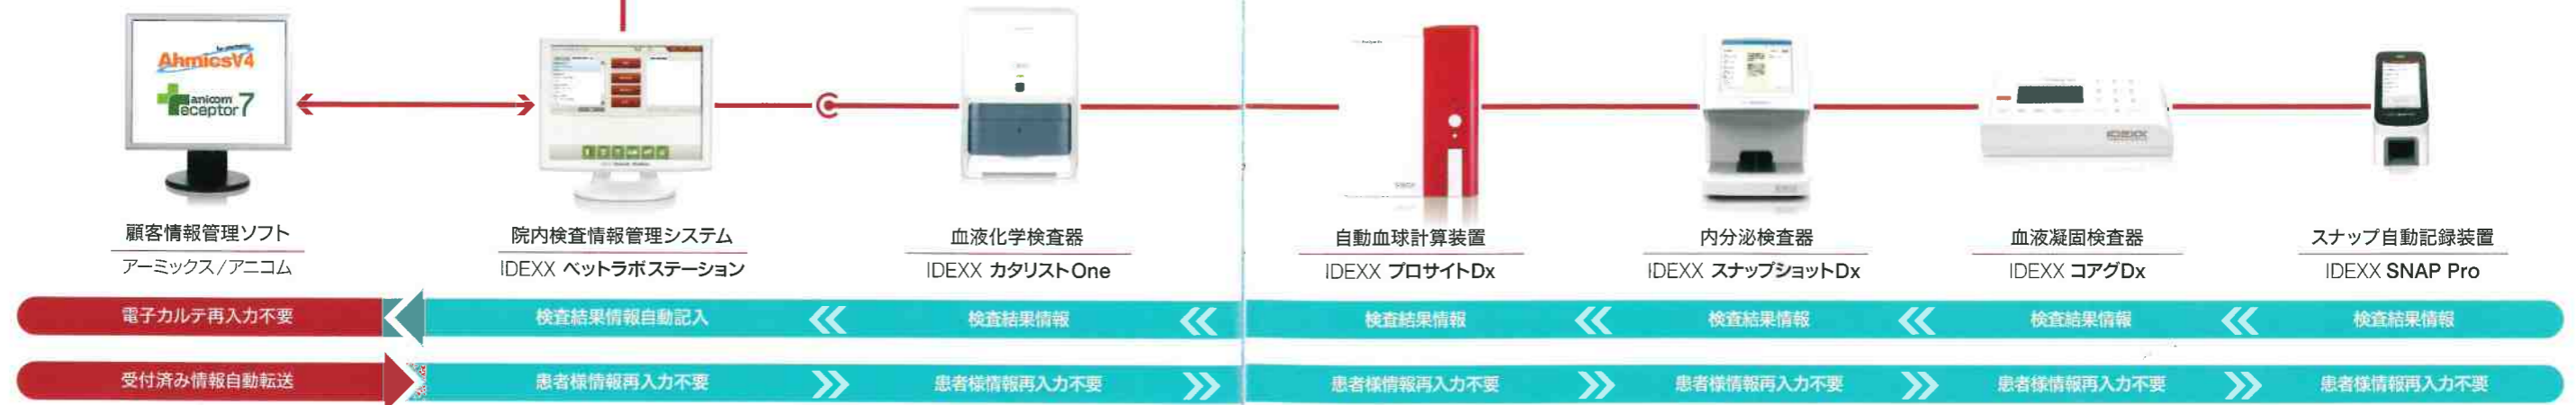 for windows
AhmicsV4
anicom
receptor 7
IDEXX
顧客情報管理ソフト
アーミックス/アニコム
院内検査情報管理システム
IDEXX ベットラボステーション
血液化学検査器
IDEXX カタリストOne
自動血球計算装置
IDEXX プロサイトDx
内分泌検査器
IDEXX スナップショットDx
血液凝固検査器
IDEXX コアグDx
スナップ自動記録装置
IDEXX SNAP Pro
電子カルテ再入力不要
検査結果情報自動記入
検査結果情報
検査結果情報
検査結果情報
検査結果情報
検査結果情報
受付済み情報自動転送
患者様情報再入力不要
患者様情報再入力不要
患者様情報再入力不要
患者様情報再入力不要
患者様情報再入力不要
患者様情報再入力不要